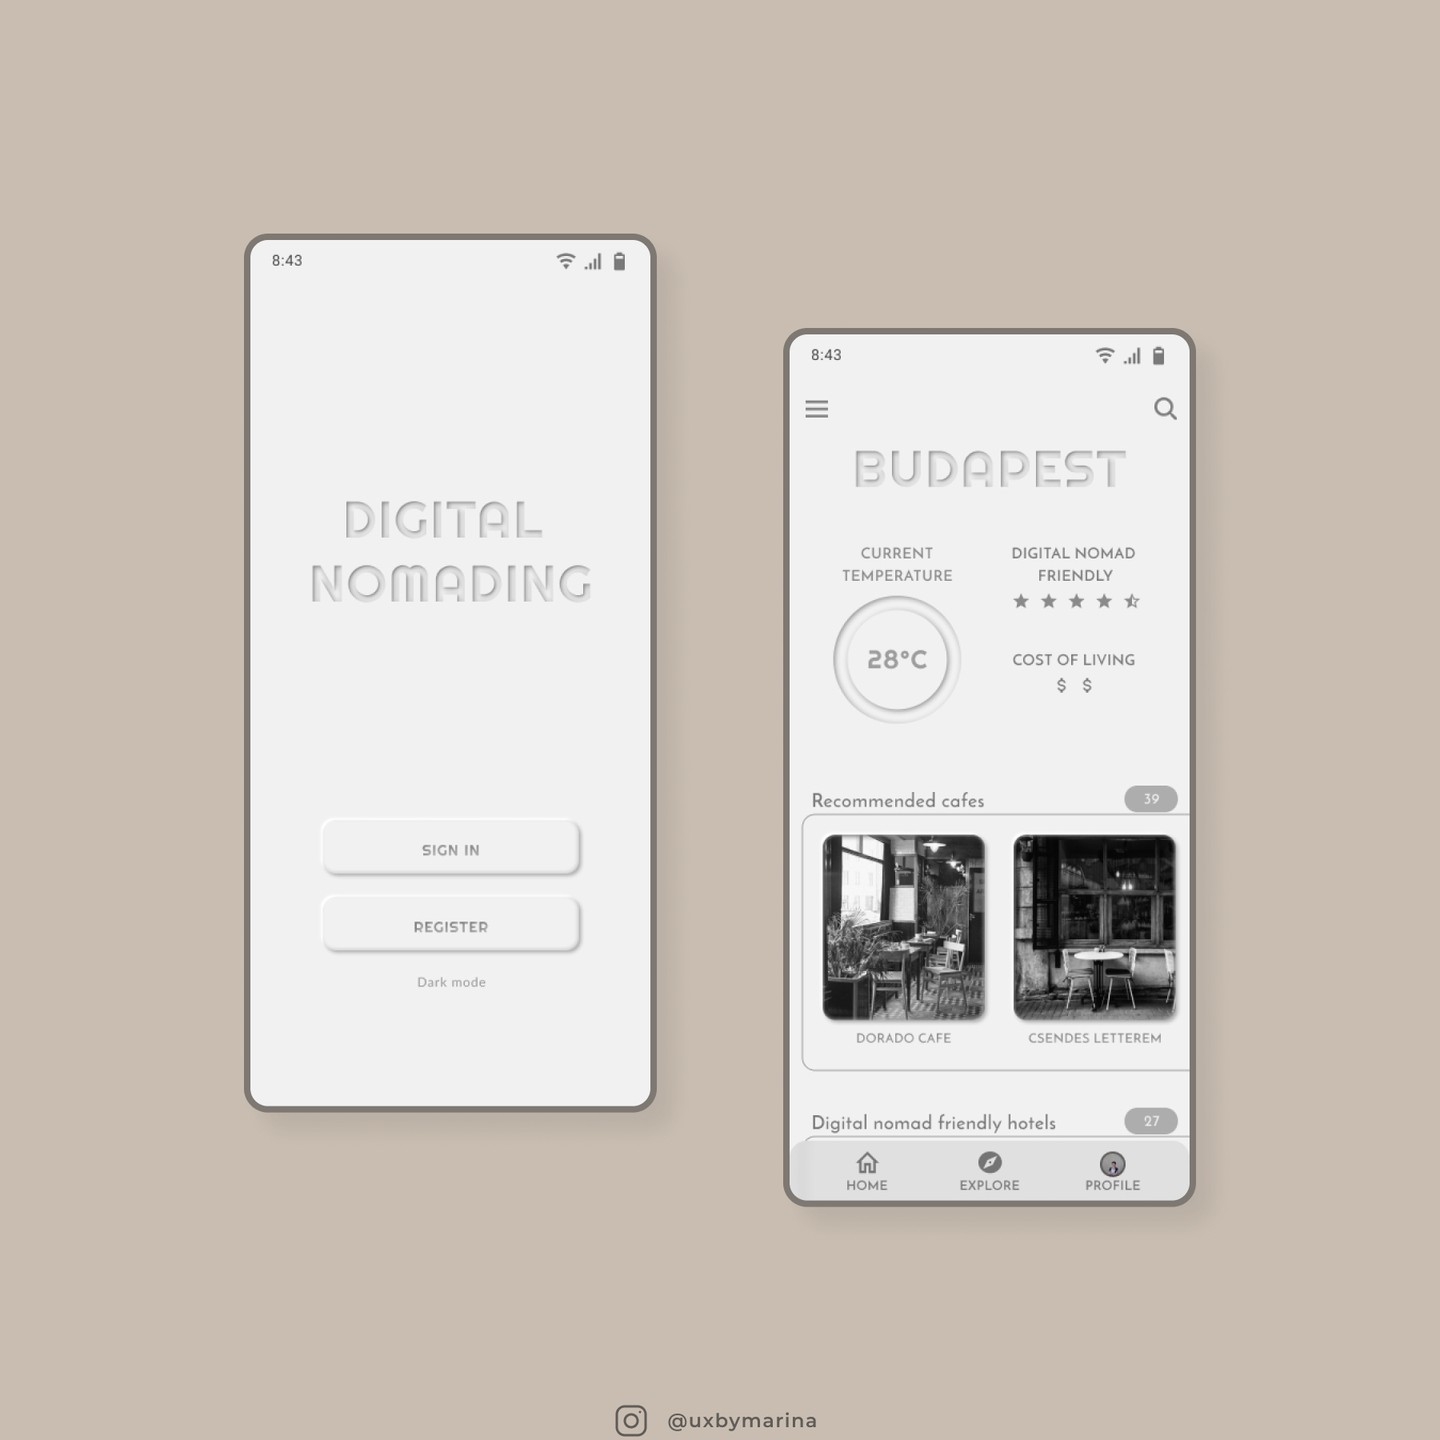 8:43
DIGITAL
NOMADING
SIGN IN
REGISTER
Dark mode
8:43
BUDAPEST
CURRENT
TEMPERATURE
28°C
DIGITAL NOMAD
FRIENDLY
COST OF LIVING
$ $
Recommended cafes
39
DORADO CAFE
CSENDES LETTEREM
Digital nomad friendly hotels
27
HOME
EXPLORE
PROFILE
@uxbymarina